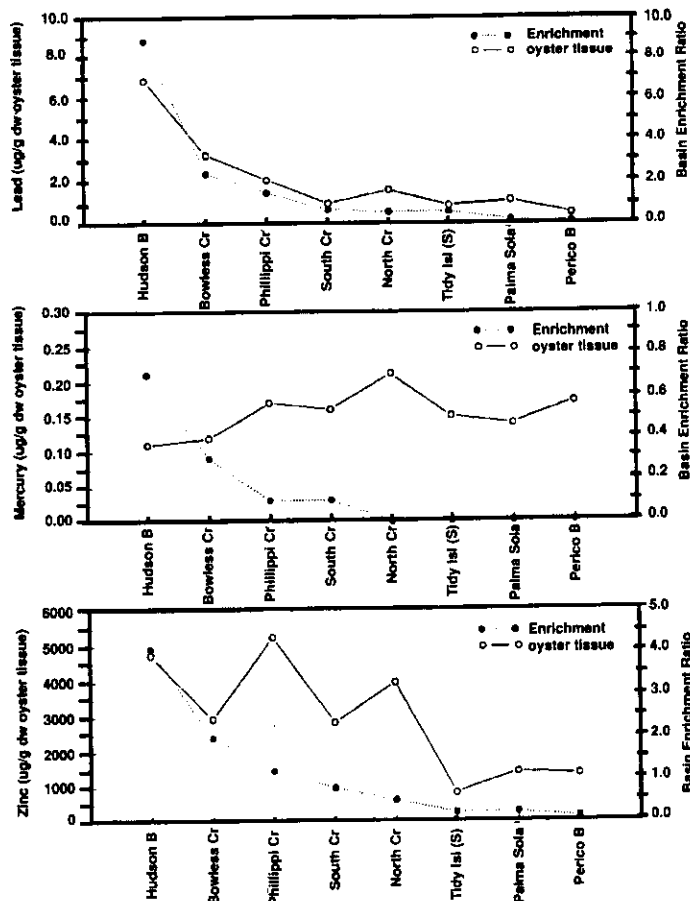 10.0
8.0
6.0
4.0
2.0
0.0
Lead (ug/g dw oyster tissue)
Enrichment
oyster tissue
10.0
8.0
6.0
4.0
2.0
0.0
Basin Enrichment Ratio
Hudson B
Bowless Cr
Phillippi Cr
South Cr
North Cr
Tidy Isl (S)
Palma Sola
Perico B
0.30
0.25
0.20
0.15
0.10
0.05
0.00
Mercury (ug/g dw oyster tissue)
Enrichment
oyster tissue
1.0
0.8
0.6
0.4
0.2
0.0
Basin Enrichment Ratio
Hudson B
Bowless Cr
Phillippi Cr
South Cr
North Cr
Tidy Isl (S)
Palma Sola
Perico B
6000
5000
4000
3000
2000
1000
0
Zinc (ug/g dw oyster tissue)
Enrichment
oyster tissue
5.0
4.0
3.0
2.0
1.0
0.0
Basin Enrichment Ratio
Hudson B
Bowless Cr
Phillippi Cr
South Cr
North Cr
Tidy Isl (S)
Palma Sola
Perico B